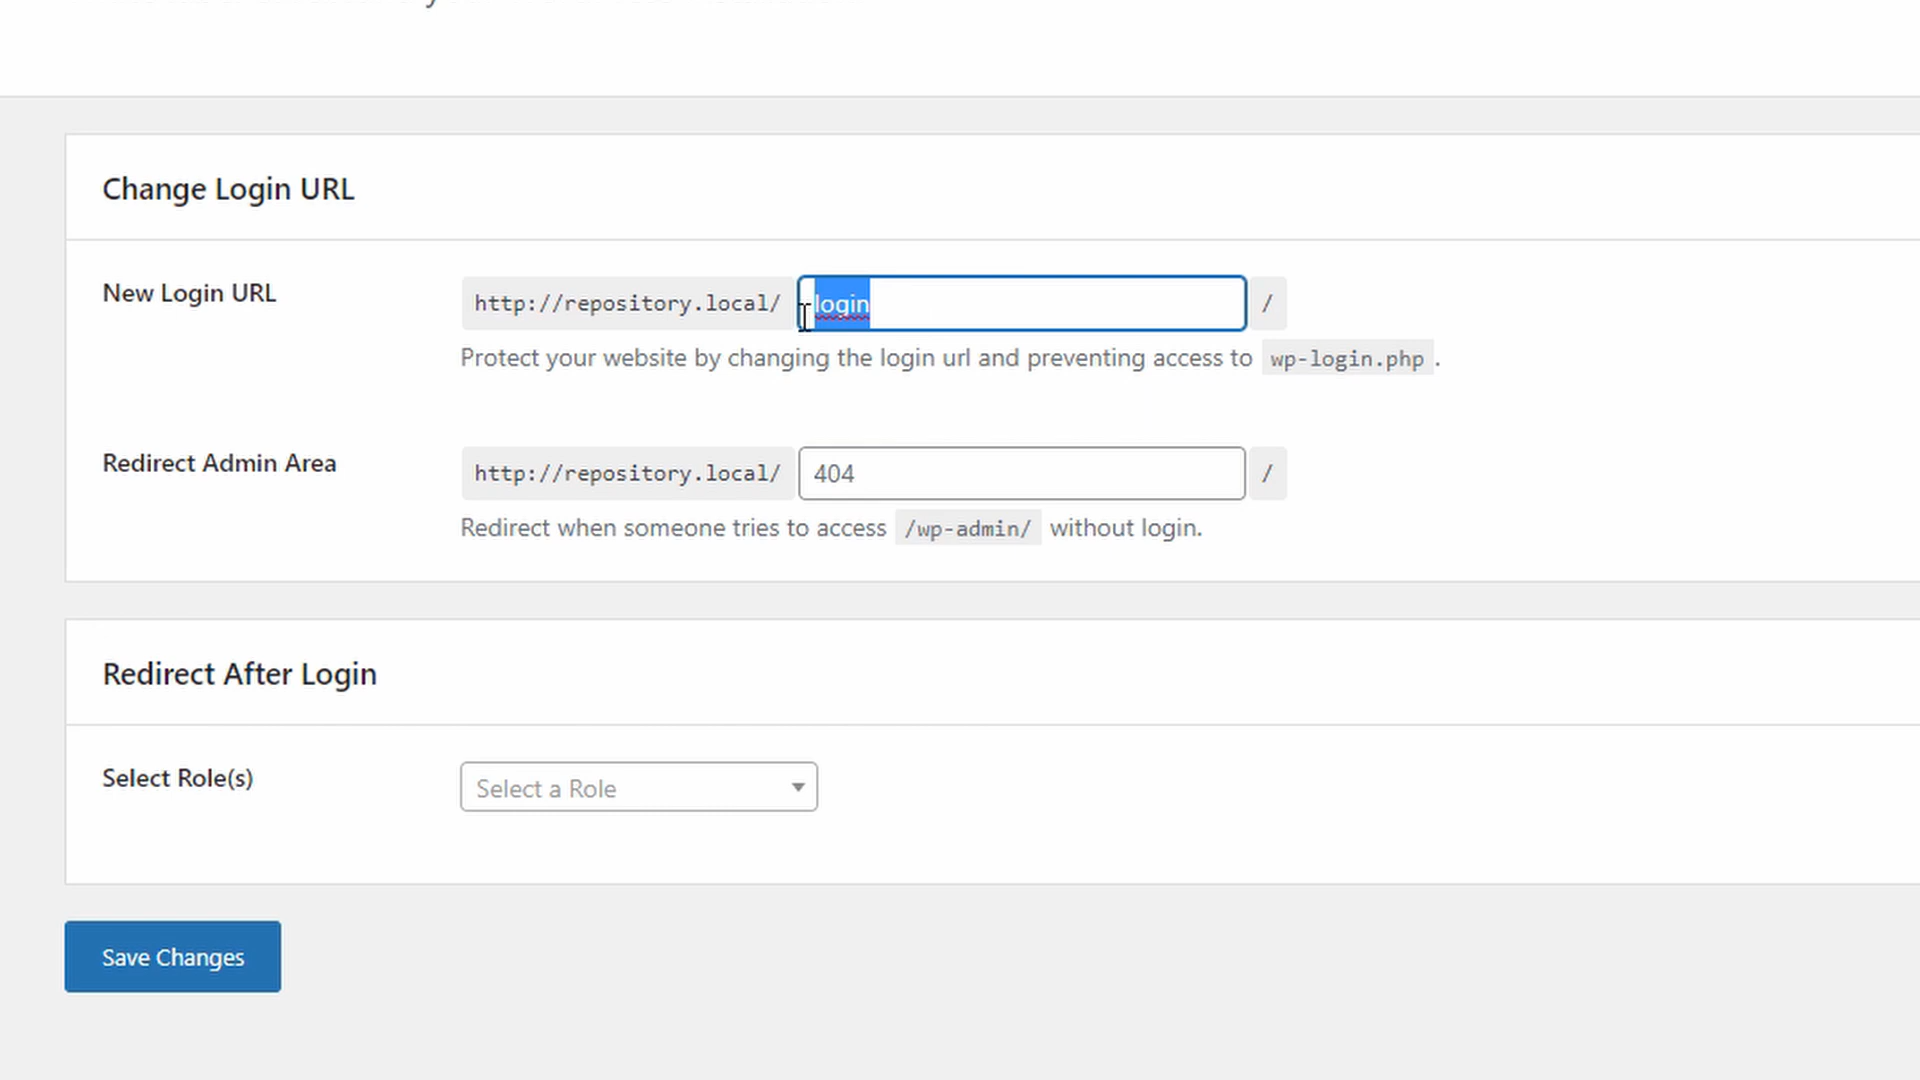 Change Login URL
New Login URL
http://repository.local/ login /
Protect your website by changing the login url and preventing access to wp-login.php .
Redirect Admin Area
http://repository.local/ 404 /
Redirect when someone tries to access /wp-admin/ without login.
Redirect After Login
Select Role(s)
Select a Role
Save Changes